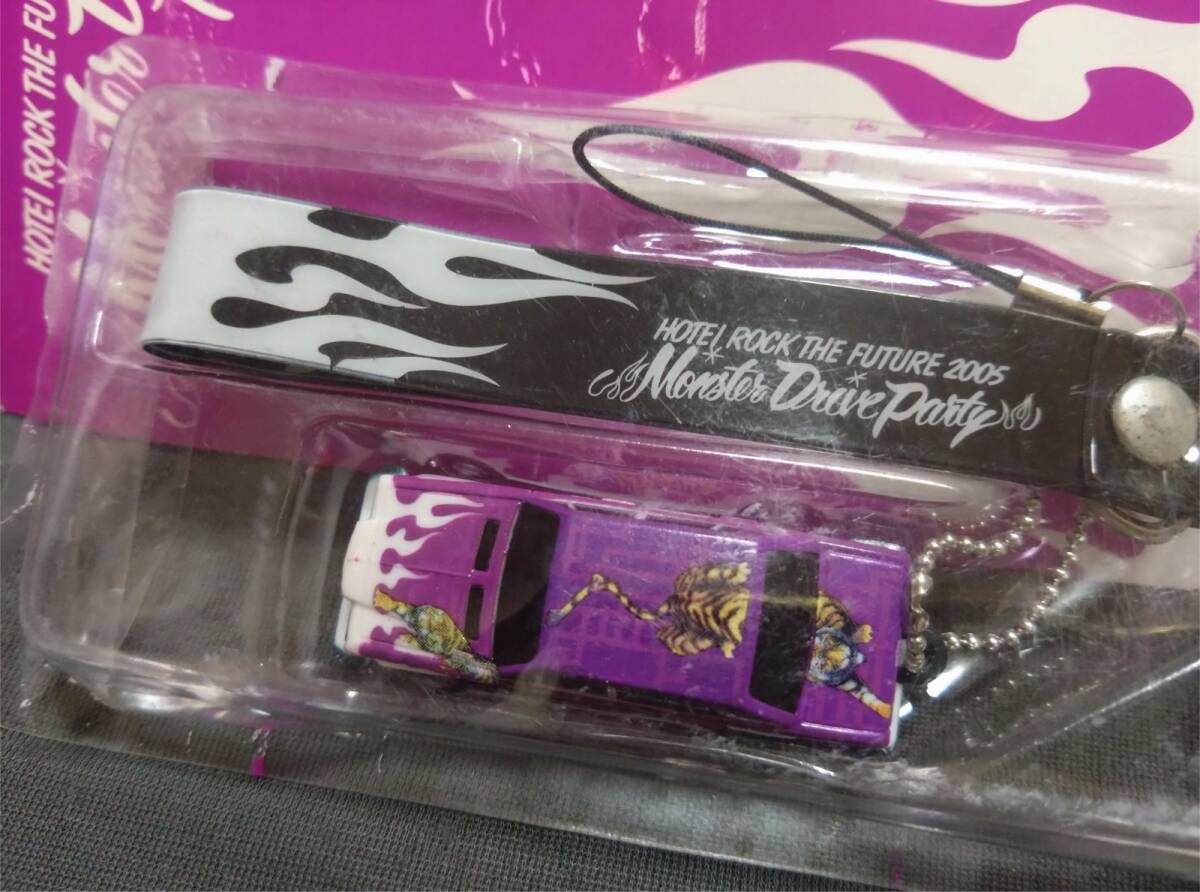 HOTEI ROCK THE FU
HOTEI ROCK THE FUTURE 2005
Monster Drive Party